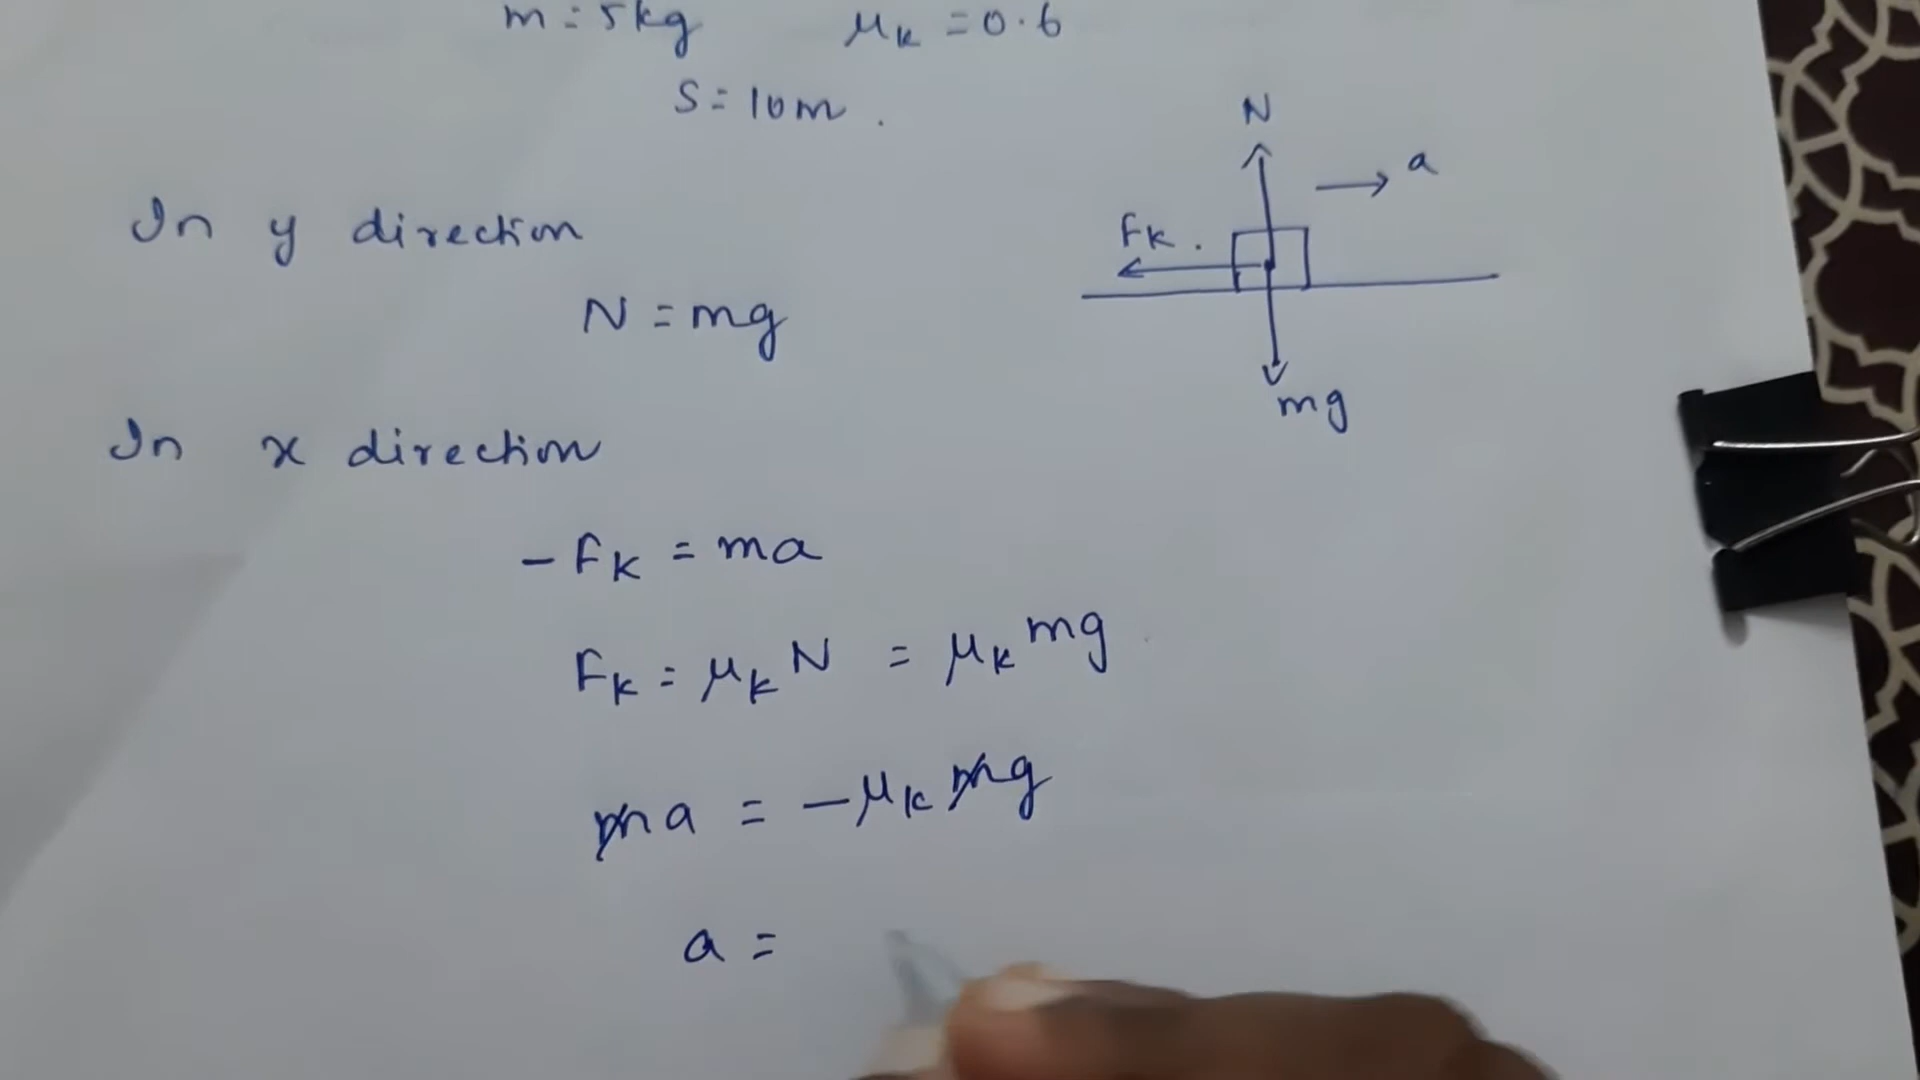 m = 5kg μk = 0.6
S = 10m.
N
a
Fk.
mg
In y direction
N = mg
In x direction
- Fk = ma
Fk = μk N = μk mg
ma = - μk mg
a =